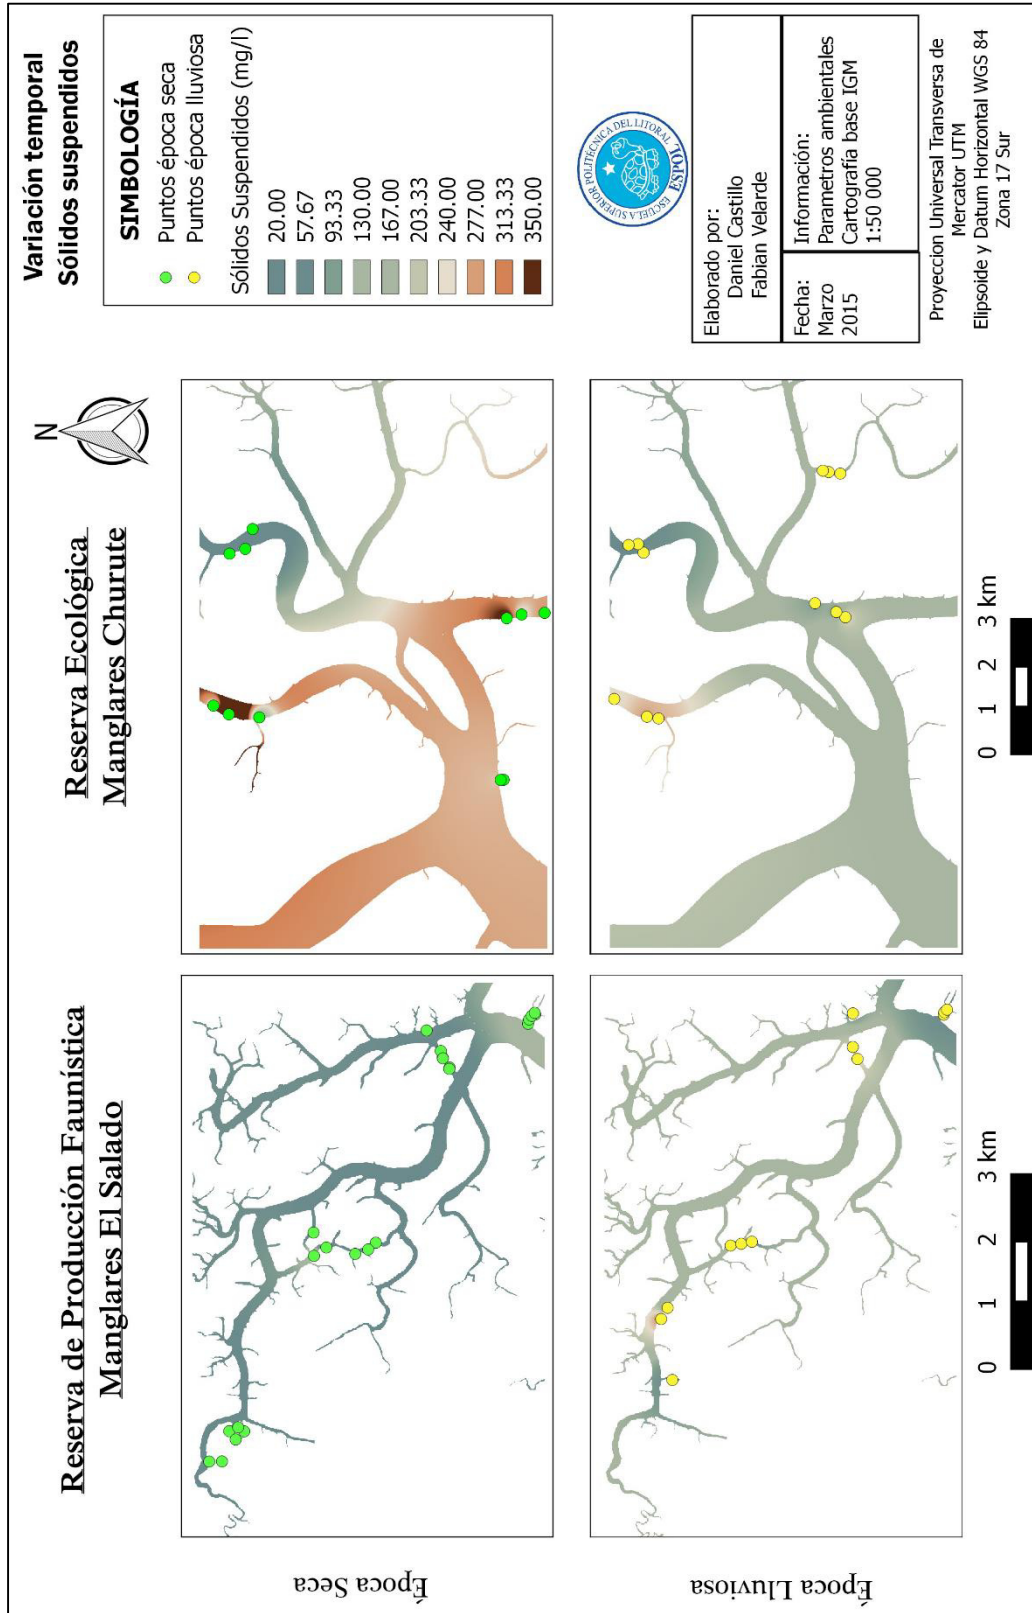 Reserva de Producción Faunística
Manglares El Salado
Reserva Ecológica
Manglares Churute
N
Variación temporal
Sólidos suspendidos
SIMBOLOGÍA
Puntos época seca
Puntos época lluviosa
Sólidos Suspendidos (mg/l)
20.00
57.67
93.33
130.00
167.00
203.33
240.00
277.00
313.33
350.00
Época Seca
Época Lluviosa
0 1 2 3 km
0 1 2 3 km
ESCUELA SUPERIOR POLITÉCNICA DEL LITORAL
ESPOL
Elaborado por:
Daniel Castillo
Fabian Velarde
Fecha:
Marzo
2015
Información:
Parametros ambientales
Cartografía base IGM
1:50 000
Proyeccion Universal Transversa de
Mercator UTM
Elipsoide y Datum Horizontal WGS 84
Zona 17 Sur